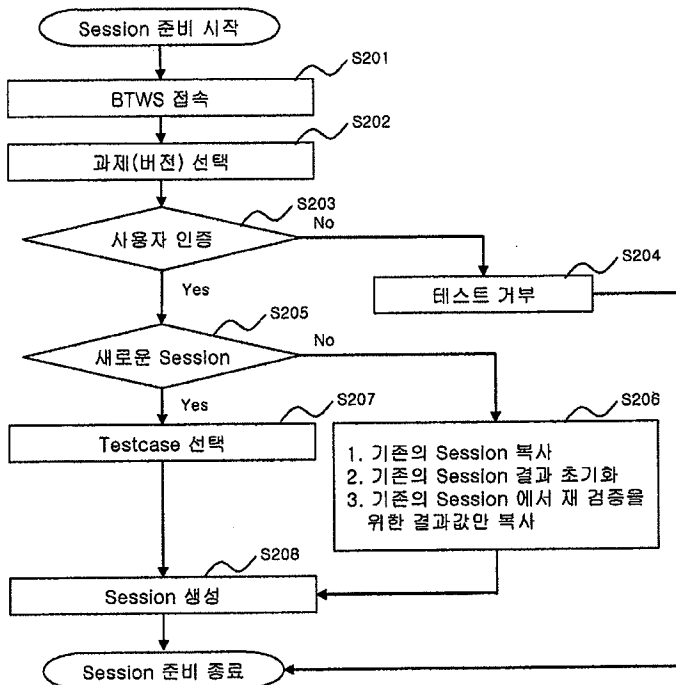 Session 준비 시작
S201
BTWS 접속
S202
과제(버전) 선택
S203
사용자 인증
No
S204
테스트 거부
Yes
S205
새로운 Session
No
Yes
S207
Testcase 선택
S206
1. 기존의 Session 복사
2. 기존의 Session 결과 초기화
3. 기존의 Session 에서 재 검증을
위한 결과값만 복사
S208
Session 생성
Session 준비 종료